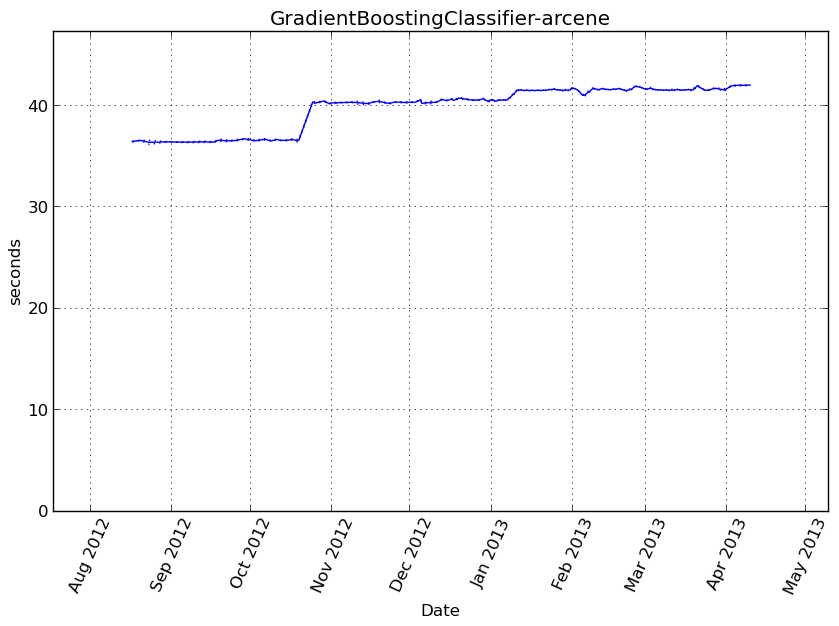 GradientBoostingClassifier-arcene
40
30
20
10
0
seconds
Aug 2012
Sep 2012
Oct 2012
Nov 2012
Dec 2012
Jan 2013
Feb 2013
Mar 2013
Apr 2013
May 2013
Date